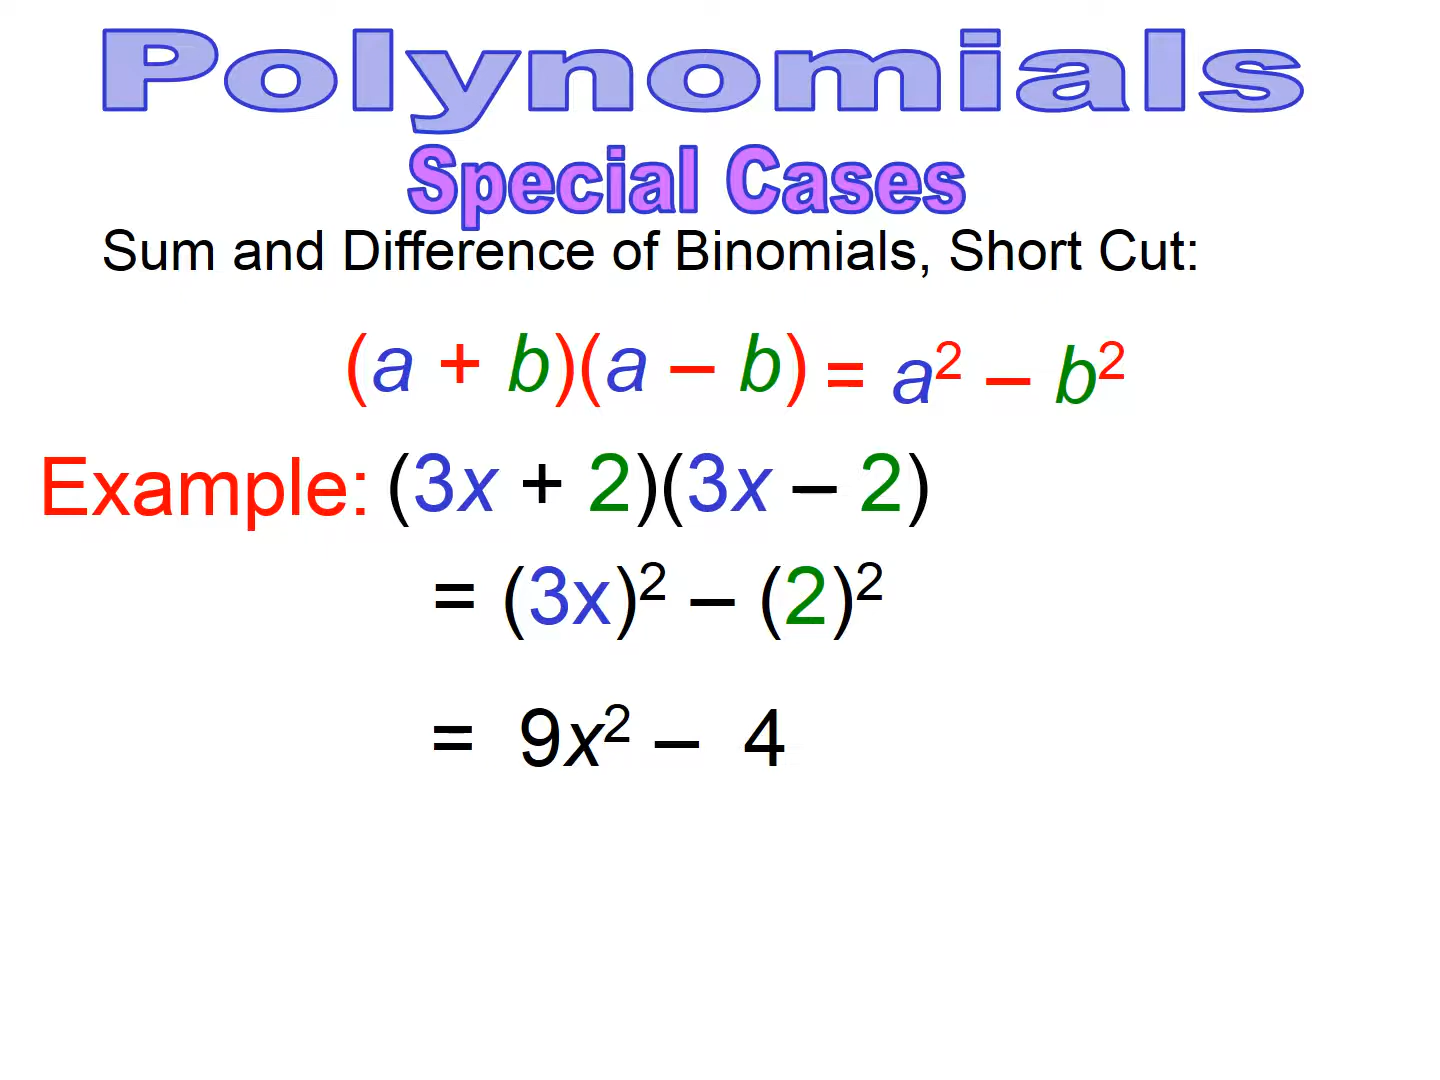 Polynomials
Special Cases
Sum and Difference of Binomials, Short Cut:
(a + b)(a – b) = a² – b²
Example: (3x + 2)(3x – 2)
= (3x)² – (2)²
= 9x² – 4